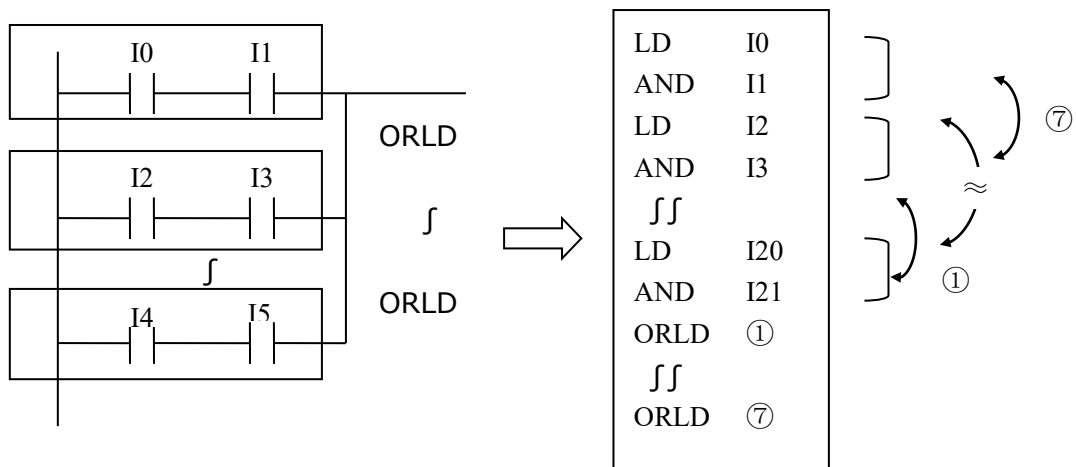 I0 I1
ORLD
I2 I3
∫
∫
I4 I5
ORLD
LD I0
AND I1
LD I2
AND I3
∫∫
LD I20
AND I21
ORLD ①
∫∫
ORLD ⑦
⑦
≈
①